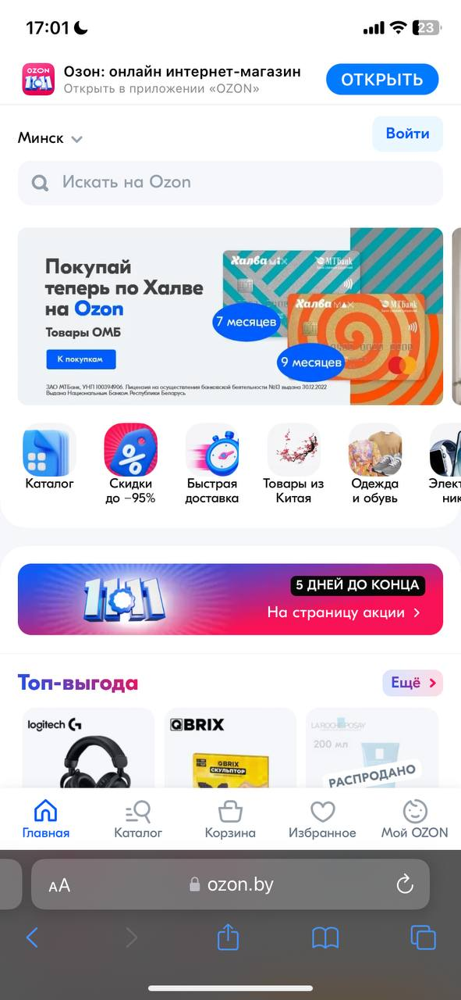 17:01
23
OZON
11.11
Озон: онлайн интернет-магазин
Открыть в приложении «OZON»
ОТКРЫТЬ
Минск
Войти
Искать на Ozon
Покупай
теперь по Халве
на Ozon
Товары ОМБ
К покупкам
Халва MIX
МТБанк
7 месяцев
Халва MAX
МТБанк
9 месяцев
ЗАО МТБанк, УНП 100394906. Лицензия на осуществления банковской деятельности №13 выдана 30.12.2022
Выдана Национальным Банком Республики Беларусь
Каталог
Скидки
до −95%
Быстрая
доставка
Товары из
Китая
Одежда
и обувь
Элект
ник
11.11
5 ДНЕЙ ДО КОНЦА
На страницу акции
Топ-выгода
Ещё
logitech G
QBRIX
QBRIX
СКУЛЬПТОР
LA ROCHE-POSAY
200 мл
РАСПРОДАНО
Главная
Каталог
Корзина
Избранное
Мой OZON
AA
ozon.by